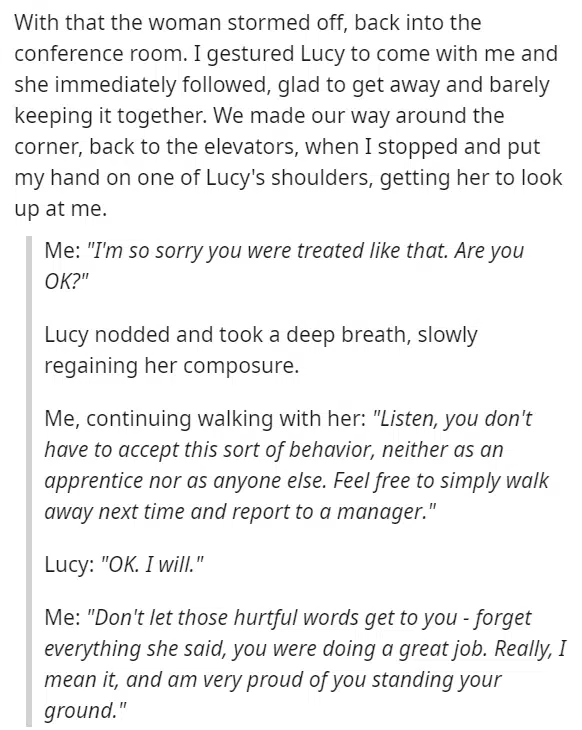 With that the woman stormed off, back into the
conference room. I gestured Lucy to come with me and
she immediately followed, glad to get away and barely
keeping it together. We made our way around the
corner, back to the elevators, when I stopped and put
my hand on one of Lucy's shoulders, getting her to look
up at me.
Me: "I'm so sorry you were treated like that. Are you
OK?"
Lucy nodded and took a deep breath, slowly
regaining her composure.
Me, continuing walking with her: "Listen, you don't
have to accept this sort of behavior, neither as an
apprentice nor as anyone else. Feel free to simply walk
away next time and report to a manager."
Lucy: "OK. I will."
Me: "Don't let those hurtful words get to you - forget
everything she said, you were doing a great job. Really, I
mean it, and am very proud of you standing your
ground."